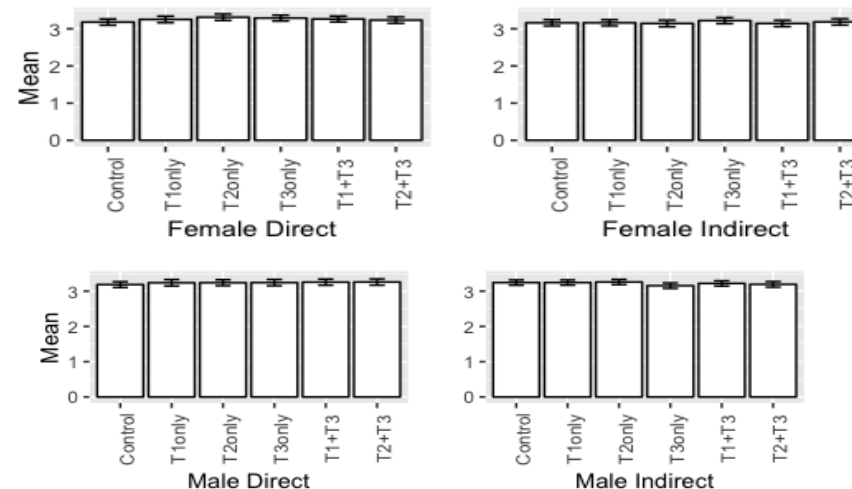 Mean
3
2
1
0
Control
T1only
T2only
T3only
T1+T3
T2+T3
Female Direct
3
2
1
0
Control
T1only
T2only
T3only
T1+T3
T2+T3
Female Indirect
Mean
3
2
1
0
Control
T1only
T2only
T3only
T1+T3
T2+T3
Male Direct
3
2
1
0
Control
T1only
T2only
T3only
T1+T3
T2+T3
Male Indirect